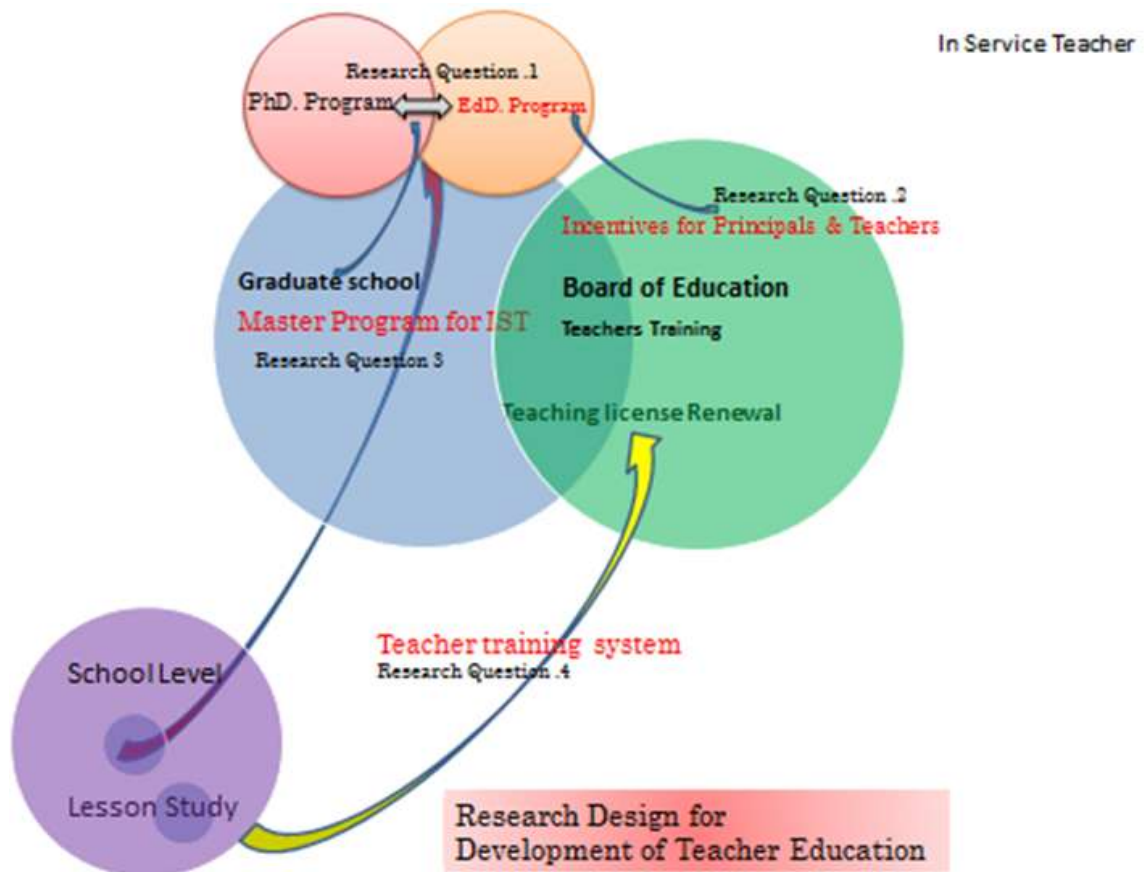 In Service Teacher
Research Question .1
PhD. Program
EdD. Program
Research Question .2
Incentives for Principals & Teachers
Graduate school
Master Program for IST
Research Question 3
Board of Education
Teachers Training
Teaching license Renewal
Teacher training system
Research Question .4
School Level
Lesson Study
Research Design for
Development of Teacher Education